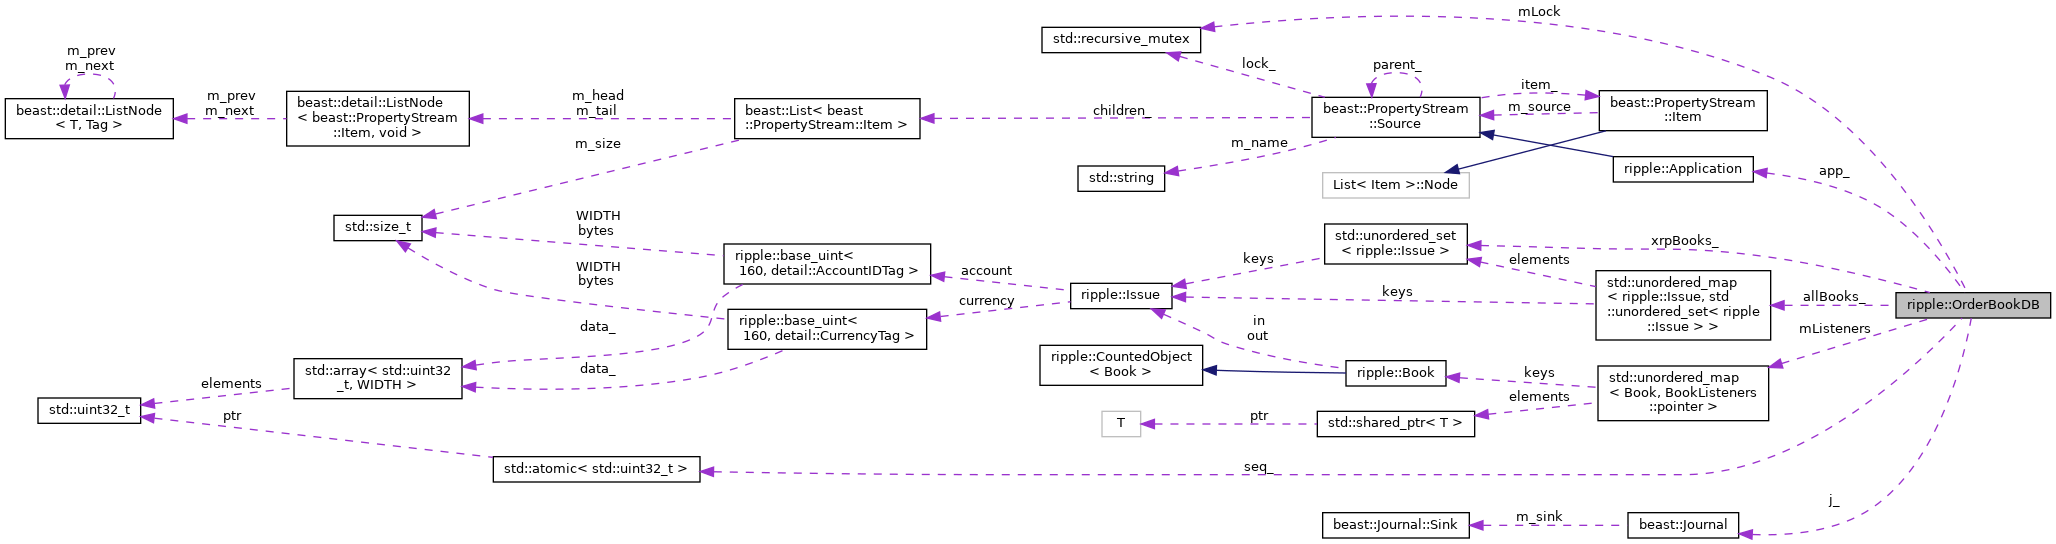 mLock
std::recursive_mutex
m_prev
m_next
lock_
parent_
item_
m_source
beast::detail::ListNode
< T, Tag >
m_prev
m_next
beast::detail::ListNode
< beast::PropertyStream
::Item, void >
m_head
m_tail
beast::List< beast
::PropertyStream::Item >
children_
beast::PropertyStream
::Source
beast::PropertyStream
::Item
m_size
m_name
std::string
List< Item >::Node
ripple::Application
app_
std::size_t
WIDTH
bytes
WIDTH
bytes
ripple::base_uint<
160, detail::AccountIDTag >
account
keys
std::unordered_set
< ripple::Issue >
xrpBooks_
elements
ripple::Issue
keys
std::unordered_map
< ripple::Issue, std
::unordered_set< ripple
::Issue > >
allBooks_
ripple::OrderBookDB
currency
ripple::base_uint<
160, detail::CurrencyTag >
data_
data_
in
out
mListeners
ripple::CountedObject
< Book >
ripple::Book
keys
elements
std::unordered_map
< Book, BookListeners
::pointer >
std::array< std::uint32
_t, WIDTH >
elements
std::uint32_t
ptr
T
ptr
std::shared_ptr< T >
std::atomic< std::uint32_t >
seq_
j_
beast::Journal::Sink
m_sink
beast::Journal